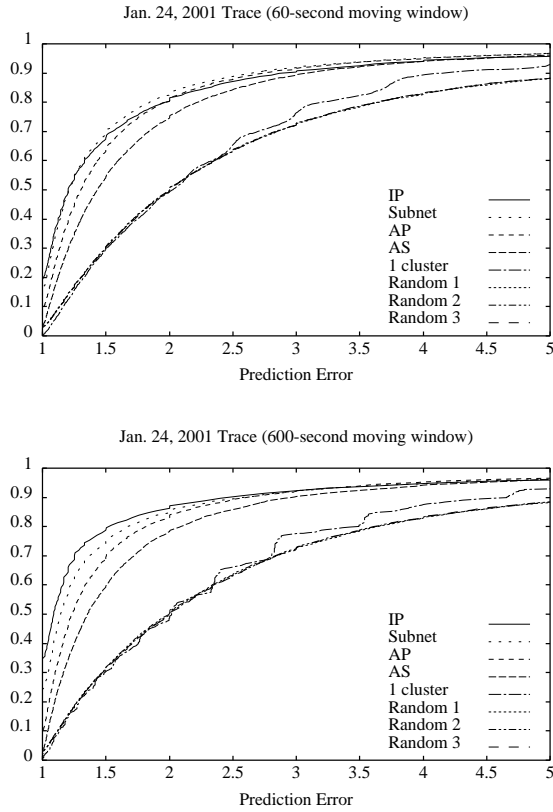 Jan. 24, 2001 Trace (60-second moving window)
1
0.9
0.8
0.7
0.6
0.5
0.4
0.3
0.2
0.1
0
IP
Subnet
AP
AS
1 cluster
Random 1
Random 2
Random 3
1 1.5 2 2.5 3 3.5 4 4.5 5
Prediction Error
Jan. 24, 2001 Trace (600-second moving window)
1
0.9
0.8
0.7
0.6
0.5
0.4
0.3
0.2
0.1
0
IP
Subnet
AP
AS
1 cluster
Random 1
Random 2
Random 3
1 1.5 2 2.5 3 3.5 4 4.5 5
Prediction Error